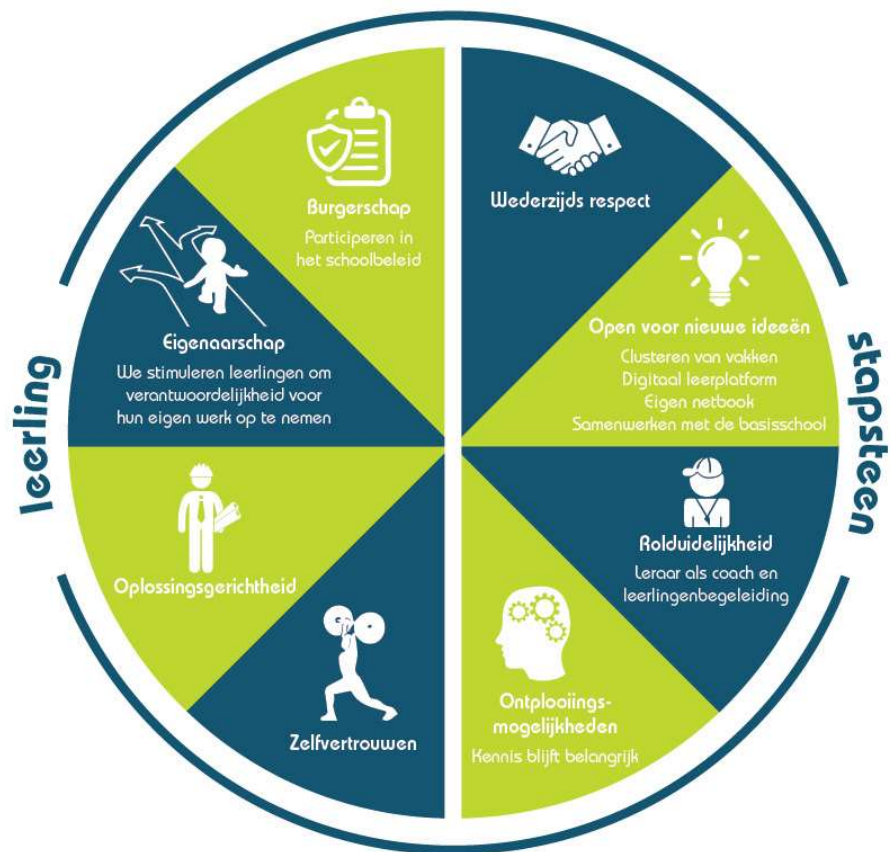 leerling
Burgerschap
Participeren in
het schoolbeleid
Eigenaarschap
We stimuleren leerlingen om
verantwoordelijkheid voor
hun eigen werk op te nemen
Oplossingsgerichtheid
Zelfvertrouwen
Wederzijds respect
Open voor nieuwe ideeën
Clusteren van vakken
Digitaal leerplatform
Eigen netbook
Samenwerken met de basisschool
Rolduidelijkheid
Leraar als coach en
leerlingenbegeleiding
Ontplooiings-
mogelijkheden
Kennis blijft belangrijk
stapsteen